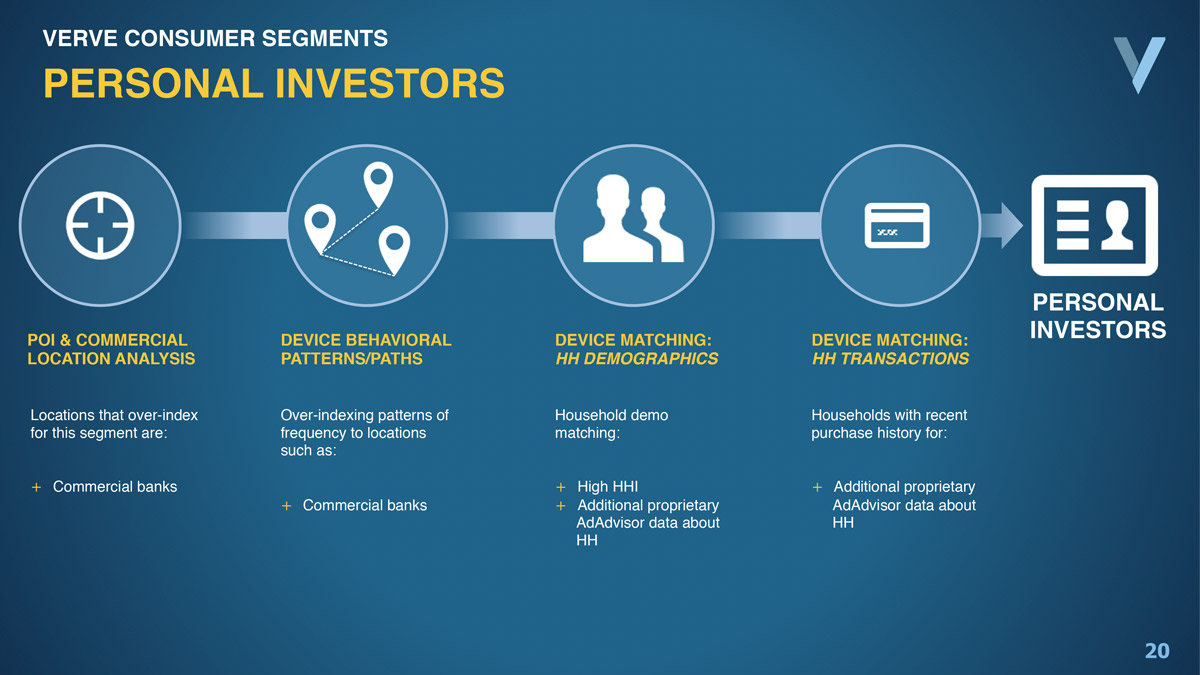 VERVE CONSUMER SEGMENTS
PERSONAL INVESTORS
PERSONAL
INVESTORS
POI & COMMERCIAL
LOCATION ANALYSIS
Locations that over-index
for this segment are:
+ Commercial banks
DEVICE BEHAVIORAL
PATTERNS/PATHS
Over-indexing patterns of
frequency to locations
such as:
+ Commercial banks
DEVICE MATCHING:
HH DEMOGRAPHICS
Household demo
matching:
+ High HHI
+ Additional proprietary
AdAdvisor data about
HH
DEVICE MATCHING:
HH TRANSACTIONS
Households with recent
purchase history for:
+ Additional proprietary
AdAdvisor data about
HH
20